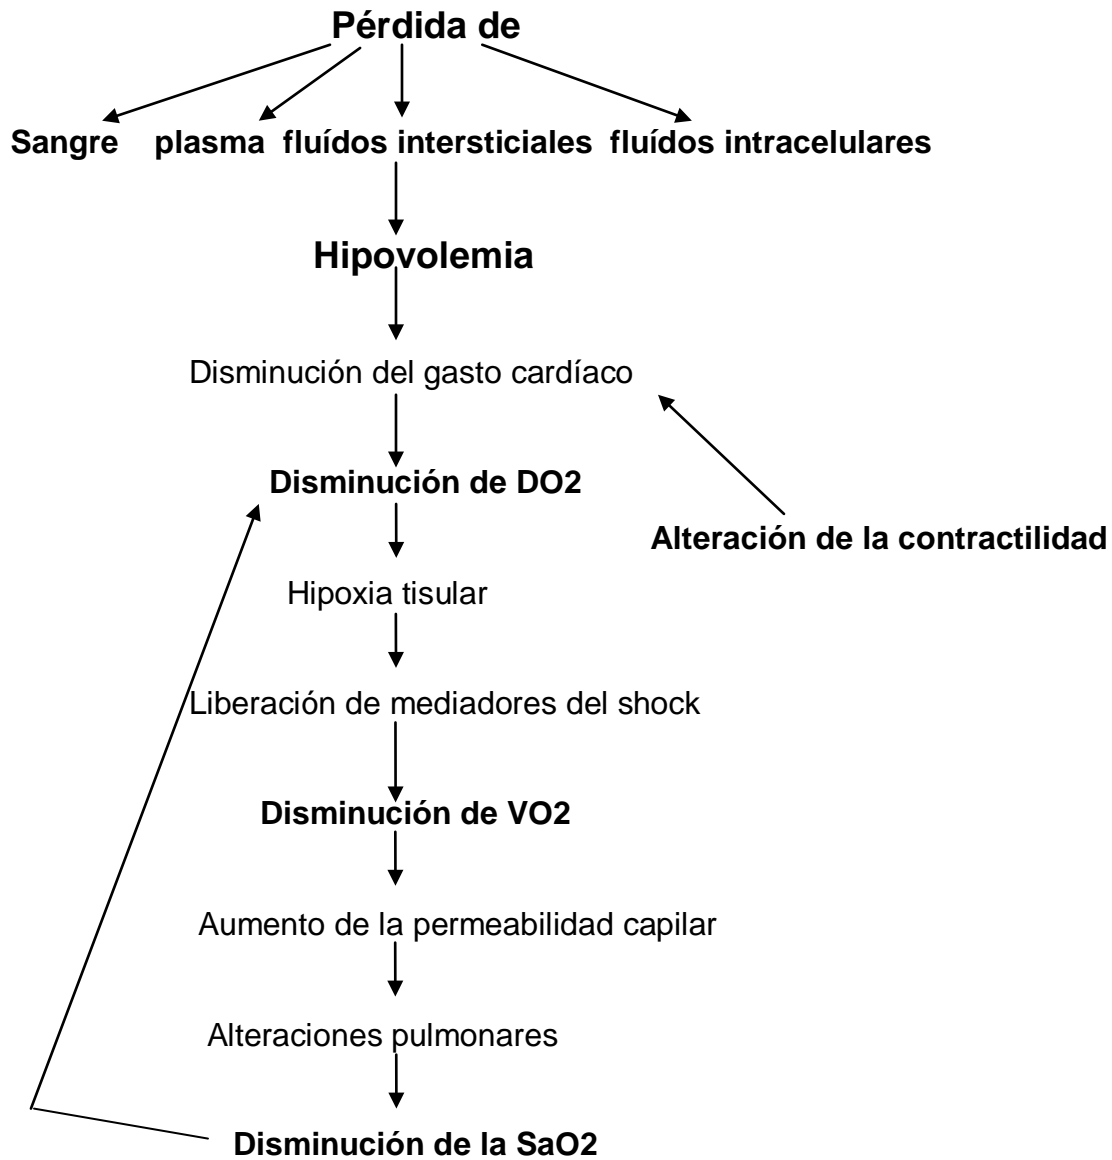 Pérdida de
Sangre plasma fluídos intersticiales fluídos intracelulares
Hipovolemia
Disminución del gasto cardíaco
Disminución de DO2
Alteración de la contractilidad
Hipoxia tisular
Liberación de mediadores del shock
Disminución de VO2
Aumento de la permeabilidad capilar
Alteraciones pulmonares
Disminución de la SaO2